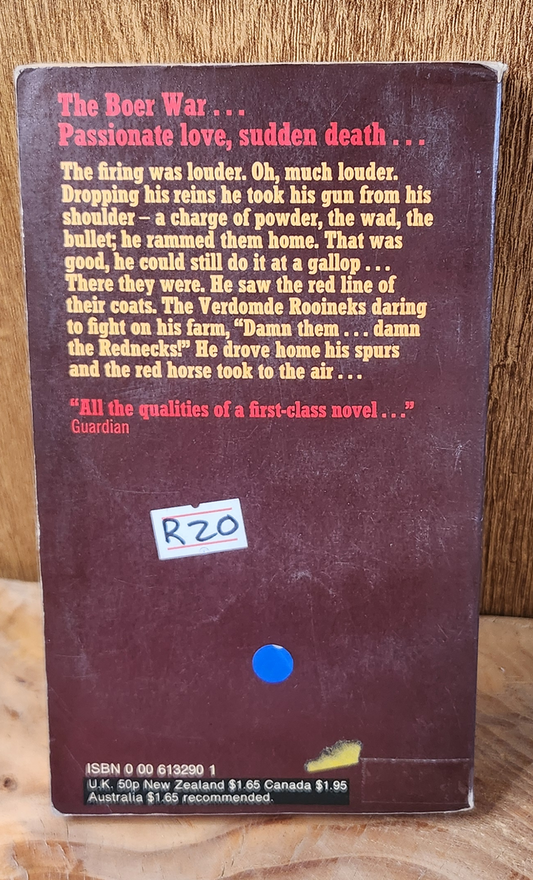 The Boer War . . .
Passionate love, sudden death . . .
The firing was louder. Oh, much louder.
Dropping his reins he took his gun from his
shoulder – a charge of powder, the wad, the
bullet; he rammed them home. That was
good, he could still do it at a gallop . . .
There they were. He saw the red line of
their coats. The Verdomde Rooineks daring
to fight on his farm, “Damn them . . . damn
the Rednecks!” He drove home his spurs
and the red horse took to the air . . .
“All the qualities of a first-class novel . . .”
Guardian
R20
ISBN 0 00 613290 1
U.K. 50p New Zealand $1.65 Canada $1.95
Australia $1.65 recommended.